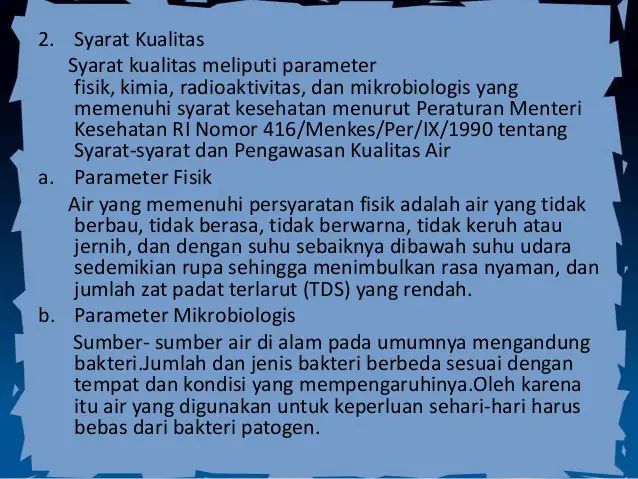 2. Syarat Kualitas
Syarat kualitas meliputi parameter
fisik, kimia, radioaktivitas, dan mikrobiologis yang
memenuhi syarat kesehatan menurut Peraturan Menteri
Kesehatan RI Nomor 416/Menkes/Per/IX/1990 tentang
Syarat-syarat dan Pengawasan Kualitas Air
a. Parameter Fisik
Air yang memenuhi persyaratan fisik adalah air yang tidak
berbau, tidak berasa, tidak berwarna, tidak keruh atau
jernih, dan dengan suhu sebaiknya dibawah suhu udara
sedemikian rupa sehingga menimbulkan rasa nyaman, dan
jumlah zat padat terlarut (TDS) yang rendah.
b. Parameter Mikrobiologis
Sumber- sumber air di alam pada umumnya mengandung
bakteri.Jumlah dan jenis bakteri berbeda sesuai dengan
tempat dan kondisi yang mempengaruhinya.Oleh karena
itu air yang digunakan untuk keperluan sehari-hari harus
bebas dari bakteri patogen.